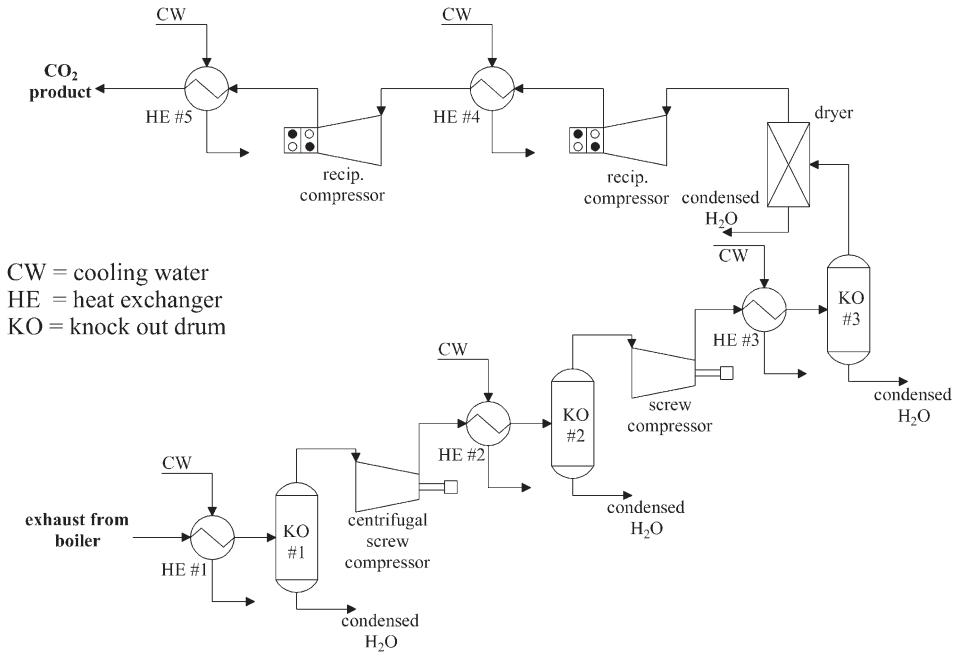 CW
CO2
product
HE #5
recip.
compressor
CW
HE #4
recip.
compressor
dryer
condensed
H2O
CW
HE #3
KO
#3
condensed
H2O
CW = cooling water
HE = heat exchanger
KO = knock out drum
CW
HE #2
KO
#2
screw
compressor
condensed
H2O
CW
exhaust from
boiler
HE #1
KO
#1
centrifugal
screw
compressor
condensed
H2O